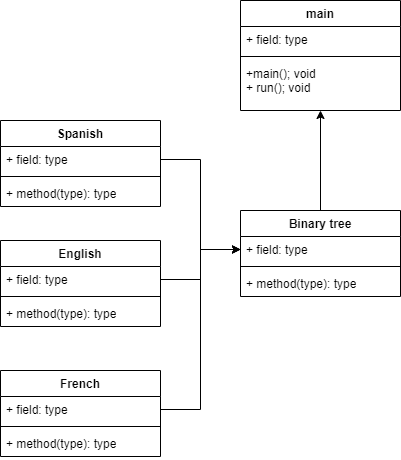 main
+ field: type
+main(); void
+ run(); void
Spanish
+ field: type
+ method(type): type
Binary tree
+ field: type
+ method(type): type
English
+ field: type
+ method(type): type
French
+ field: type
+ method(type): type